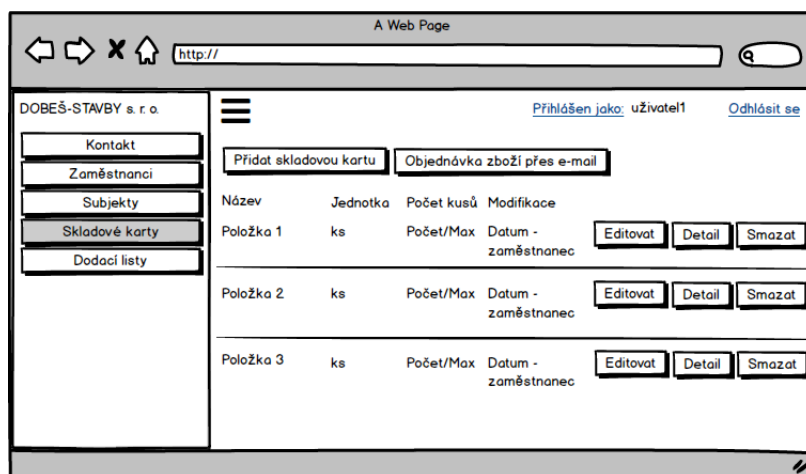 A Web Page
http://
DOBEŠ-STAVBY s. r. o.
Přihlášen jako: uživatel1 Odhlásit se
Kontakt
Zaměstnanci
Subjekty
Skladové karty
Dodací listy
Přidat skladovou kartu Objednávka zboží přes e-mail
Název Jednotka Počet kusů Modifikace
Položka 1 ks Počet/Max Datum - Editovat Detail Smazat
zaměstnanec
Položka 2 ks Počet/Max Datum - Editovat Detail Smazat
zaměstnanec
Položka 3 ks Počet/Max Datum - Editovat Detail Smazat
zaměstnanec